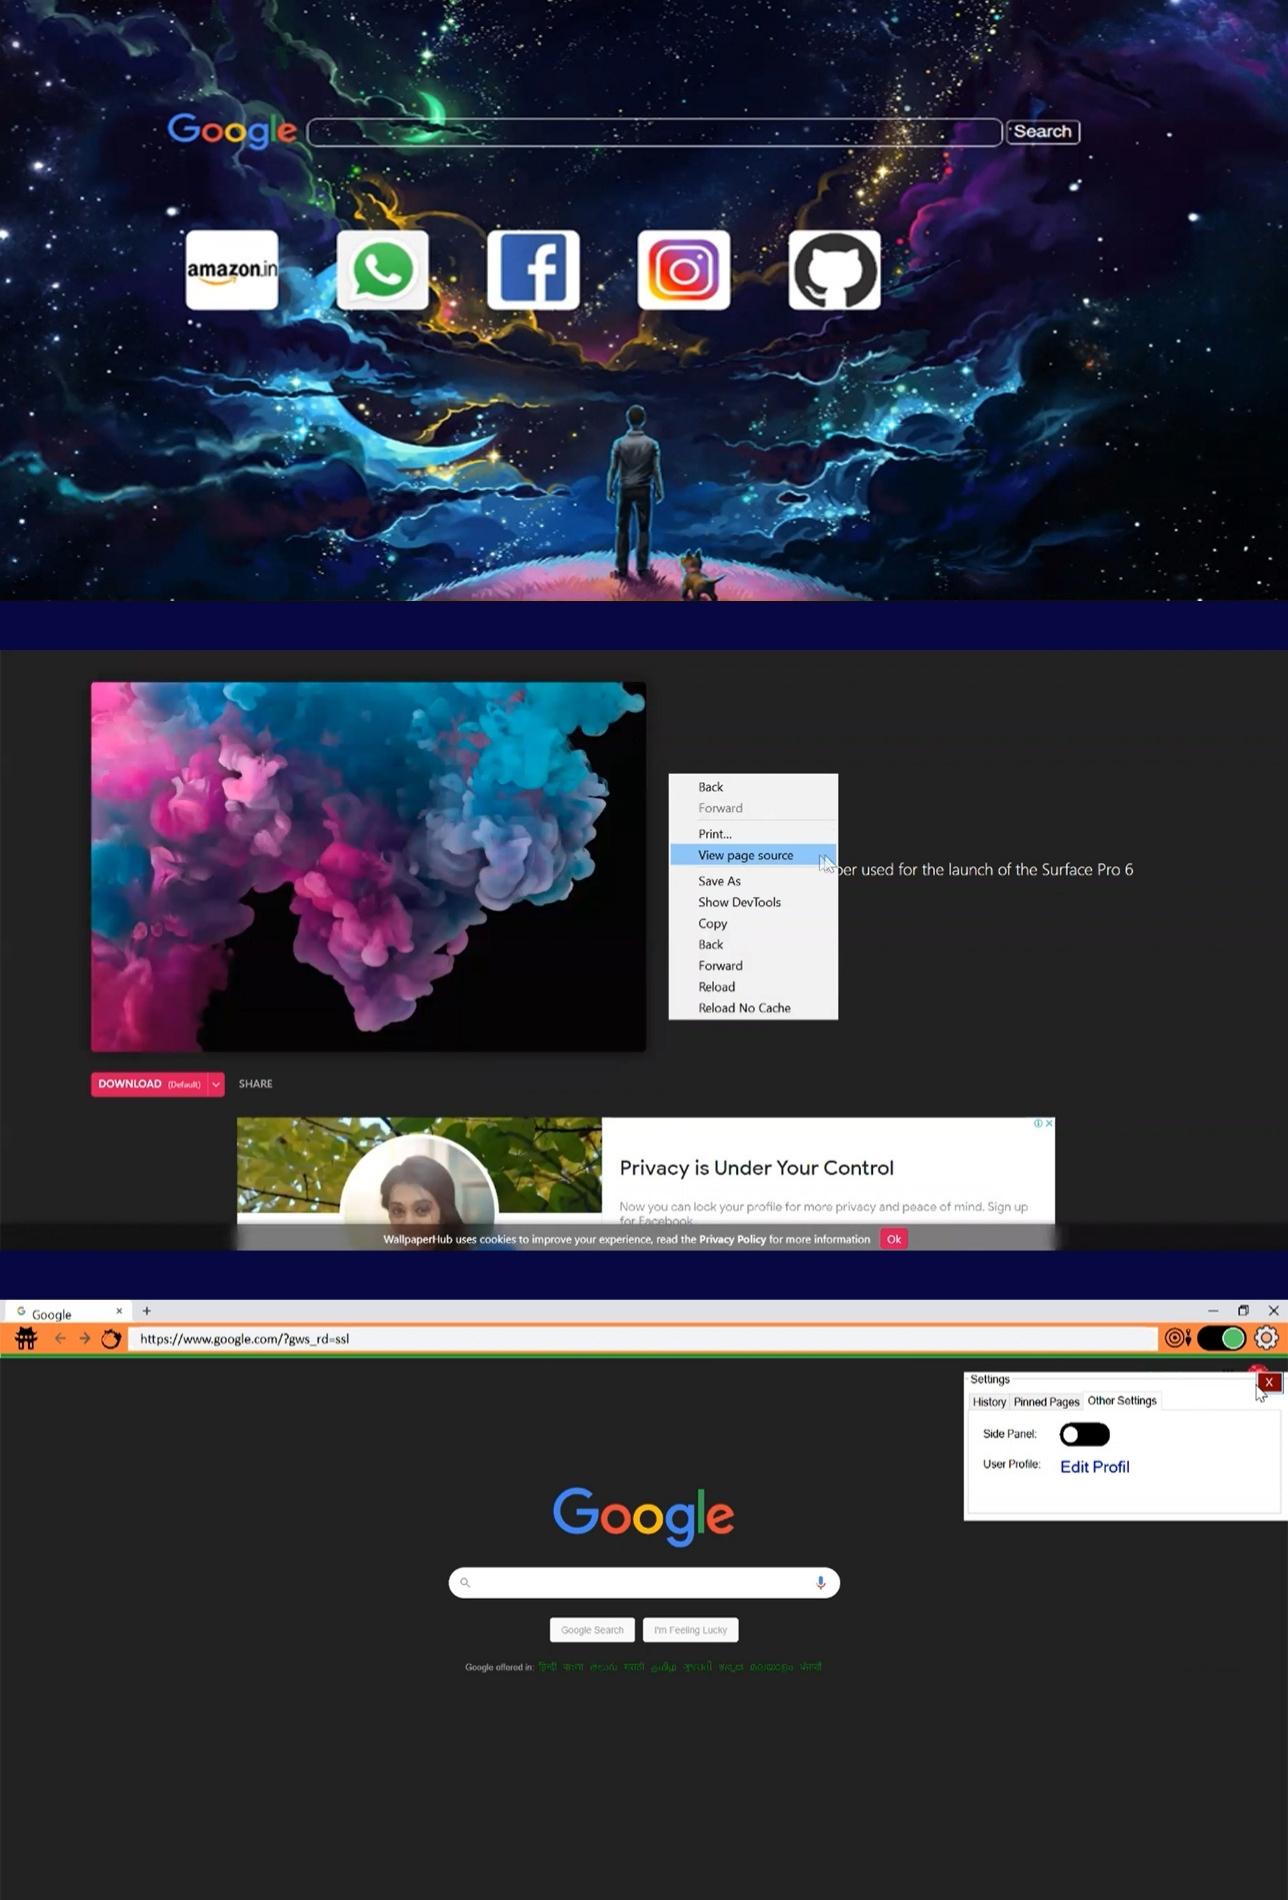 Google
Search
amazon.in
Back
Forward
Print...
View page source
Save As
Show DevTools
Copy
Back
Forward
Reload
Reload No Cache
per used for the launch of the Surface Pro 6
DOWNLOAD (Default)
SHARE
Privacy is Under Your Control
Now you can lock your profile for more privacy and peace of mind. Sign up
for Facebook
WallpaperHub uses cookies to improve your experience, read the Privacy Policy for more information
Ok
Google
https://www.google.com/?gws_rd=ssl
Settings
X
History
Pinned Pages
Other Settings
Side Panel:
User Profile:
Edit Profil
Google
Google Search
I'm Feeling Lucky
Google offered in: हिन्दी বাংলা తెలుగు मराठी தமிழ் ગુજરાતી ಕನ್ನಡ മലയാളം ਪੰਜਾਬੀ